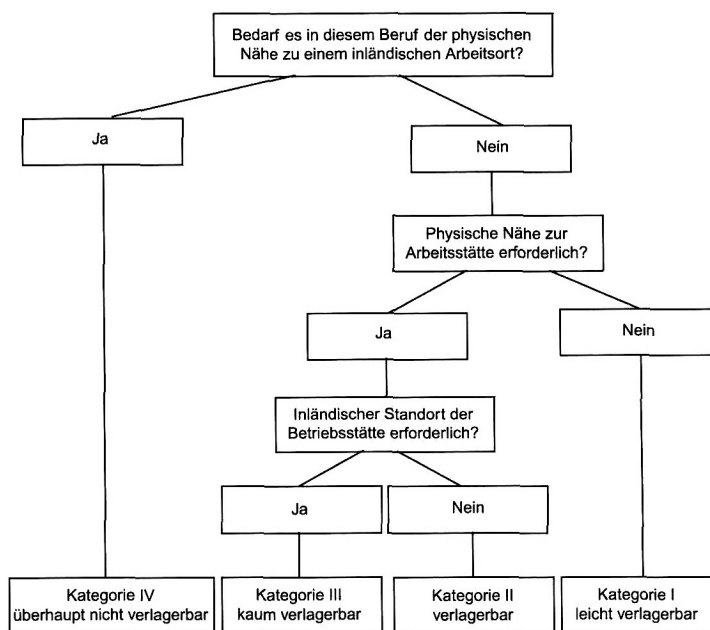 Bedarf es in diesem Beruf der physischen
Nähe zu einem inländischen Arbeitsort?
Ja
Nein
Physische Nähe zur
Arbeitsstätte erforderlich?
Ja
Nein
Inländischer Standort der
Betriebsstätte erforderlich?
Ja
Nein
Kategorie IV
überhaupt nicht verlagerbar
Kategorie III
kaum verlagerbar
Kategorie II
verlagerbar
Kategorie I
leicht verlagerbar